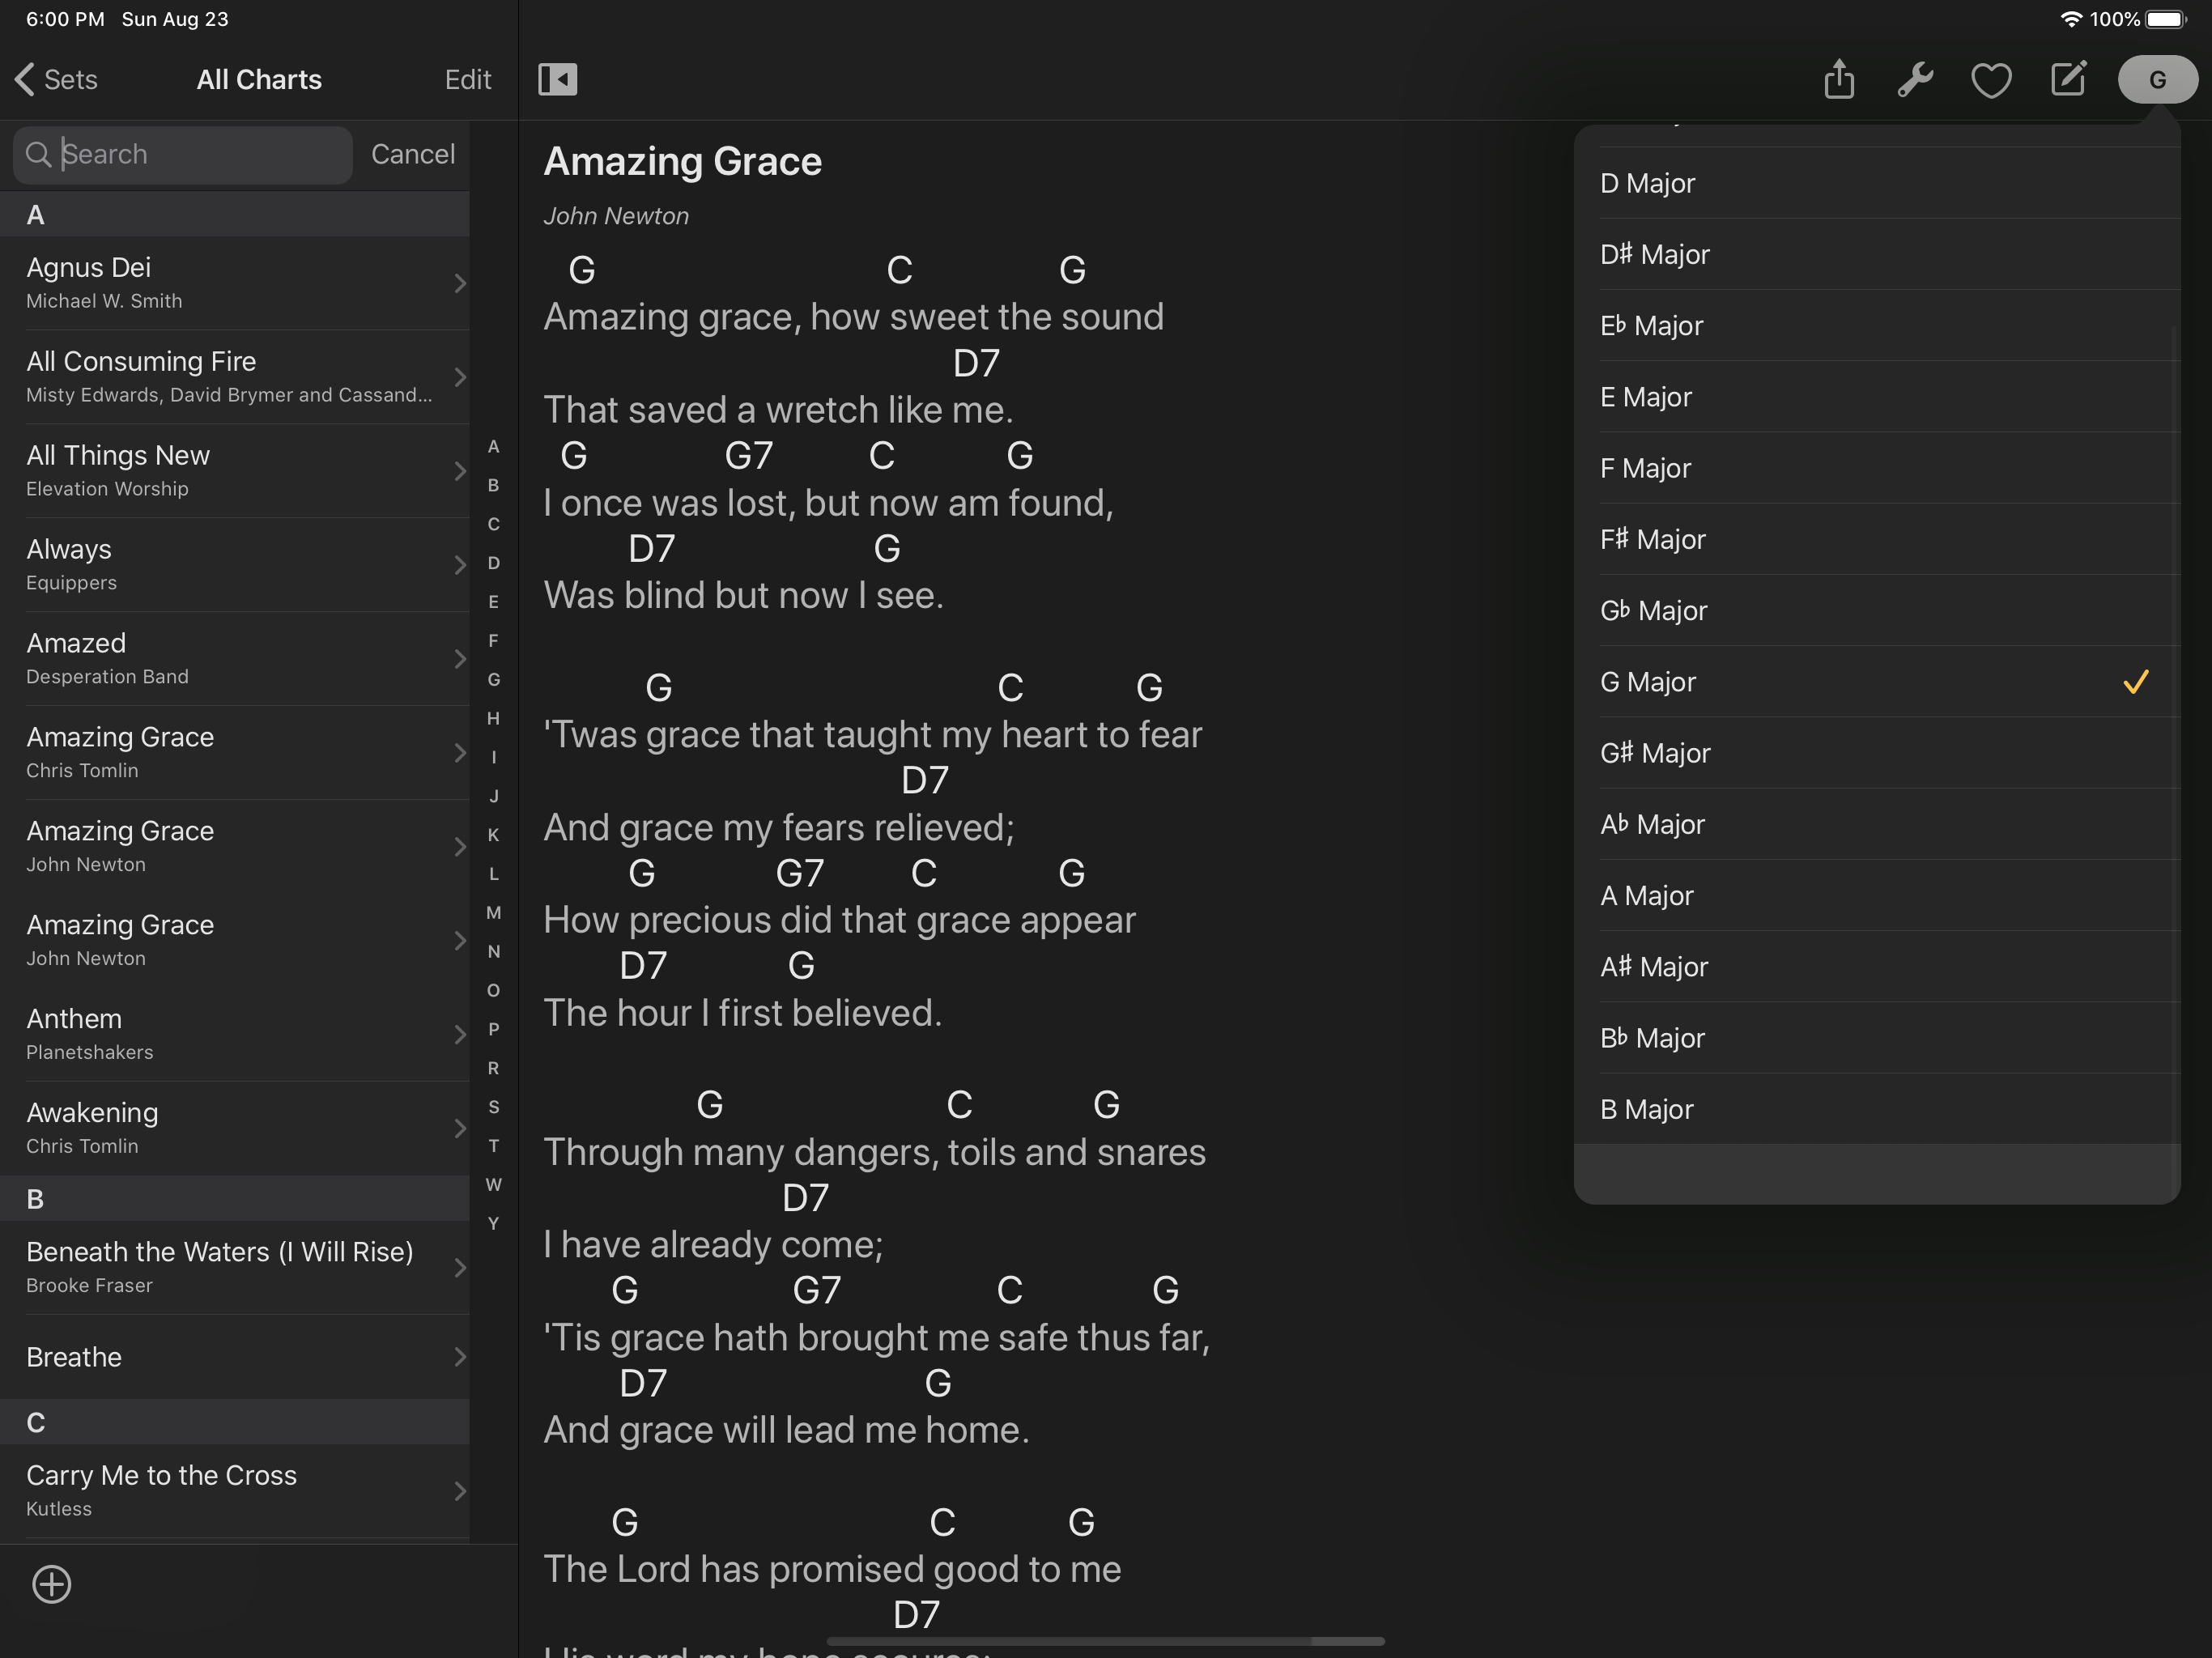 6:00 PM Sun Aug 23
100%
Sets
All Charts
Edit
G
Search
Cancel
A
Agnus Dei
Michael W. Smith
All Consuming Fire
Misty Edwards, David Brymer and Cassand...
All Things New
Elevation Worship
Always
Equippers
Amazed
Desperation Band
Amazing Grace
Chris Tomlin
Amazing Grace
John Newton
Amazing Grace
John Newton
Anthem
Planetshakers
Awakening
Chris Tomlin
B
Beneath the Waters (I Will Rise)
Brooke Fraser
Breathe
C
Carry Me to the Cross
Kutless
A
B
C
D
E
F
G
H
I
J
K
L
M
N
O
P
R
S
T
W
Y
Amazing Grace
John Newton
G C G
Amazing grace, how sweet the sound
D7
That saved a wretch like me.
G G7 C G
I once was lost, but now am found,
D7 G
Was blind but now I see.
G C G
'Twas grace that taught my heart to fear
D7
And grace my fears relieved;
G G7 C G
How precious did that grace appear
D7 G
The hour I first believed.
G C G
Through many dangers, toils and snares
D7
I have already come;
G G7 C G
'Tis grace hath brought me safe thus far,
D7 G
And grace will lead me home.
G C G
The Lord has promised good to me
D7
His word my hope secures;
D Major
D♯ Major
E♭ Major
E Major
F Major
F♯ Major
G♭ Major
G Major
G♯ Major
A♭ Major
A Major
A♯ Major
B♭ Major
B Major